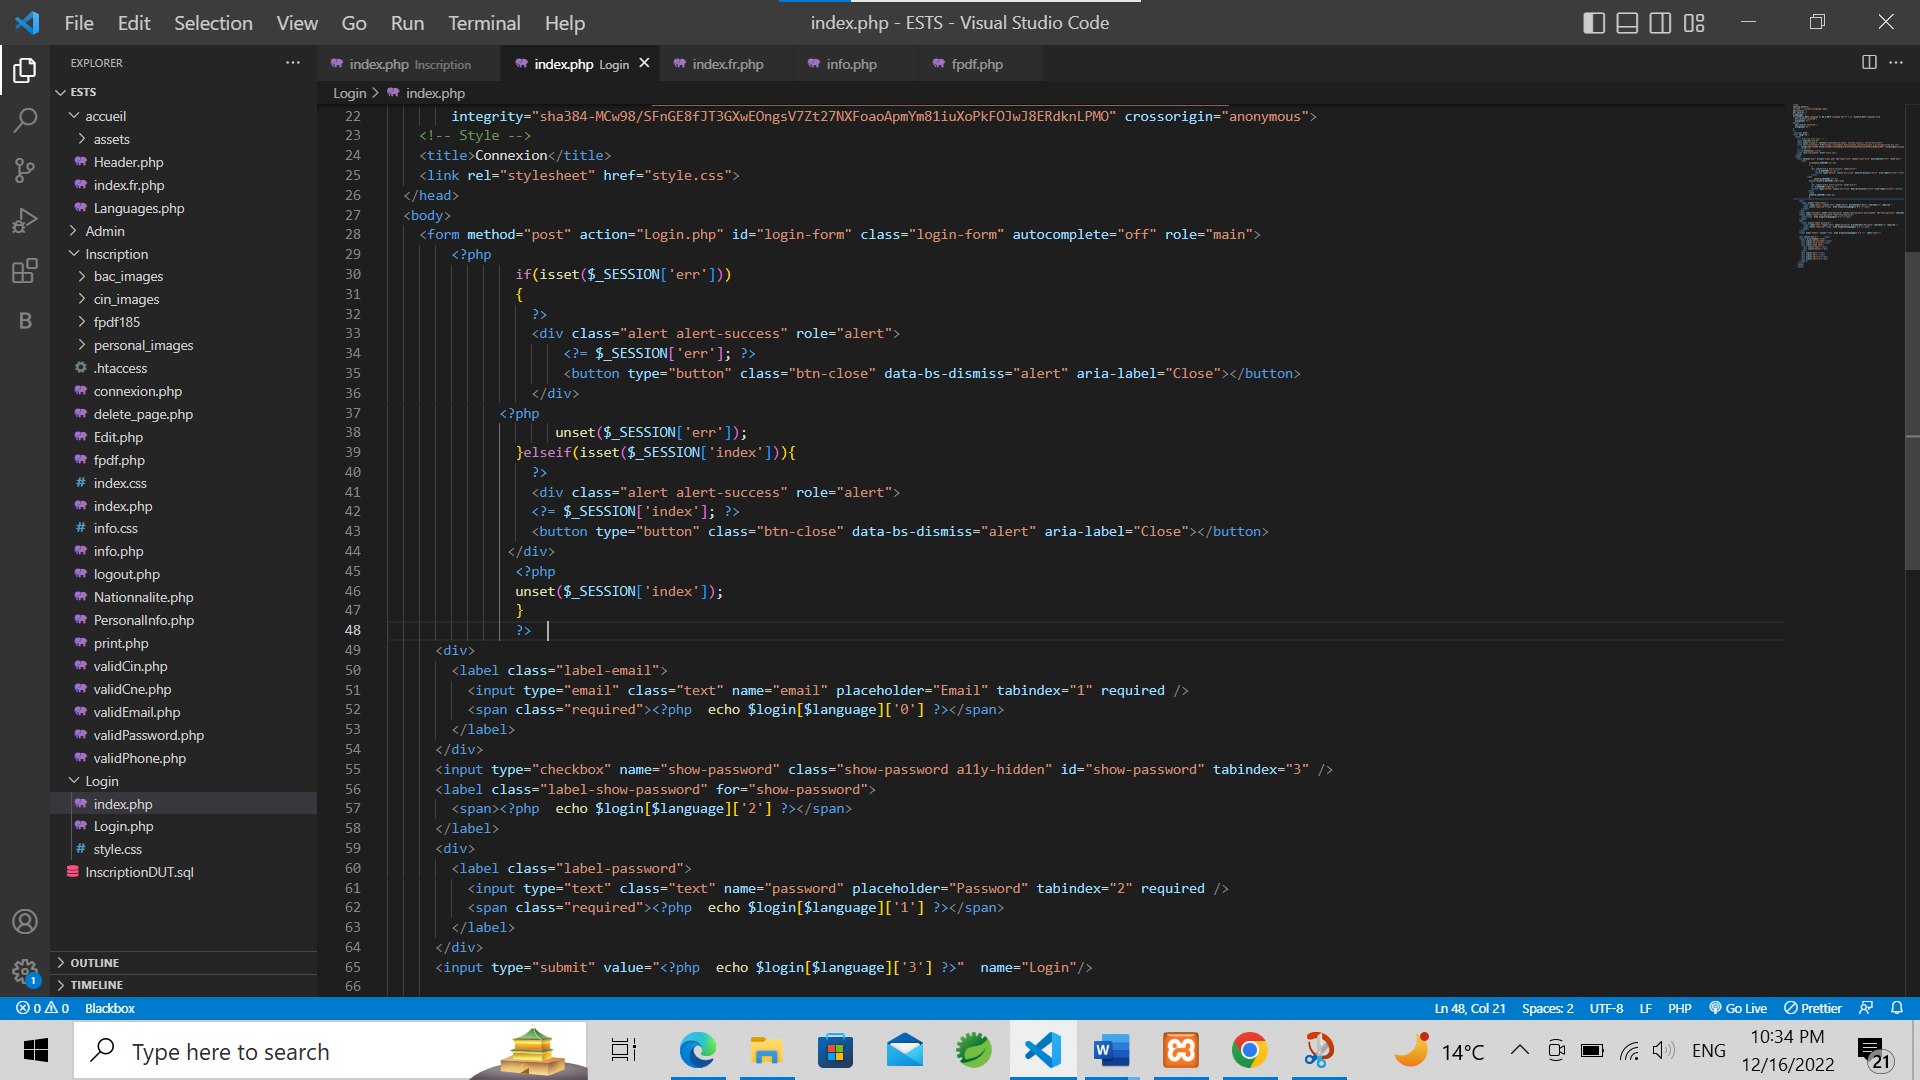 File Edit Selection View Go Run Terminal Help
index.php - ESTS - Visual Studio Code
EXPLORER
ESTS
accueil
assets
Header.php
index.fr.php
Languages.php
Admin
Inscription
bac_images
cin_images
fpdf185
personal_images
.htaccess
connexion.php
delete_page.php
Edit.php
fpdf.php
index.css
index.php
info.css
info.php
logout.php
Nationnalite.php
PersonalInfo.php
print.php
validCin.php
validCne.php
validEmail.php
validPassword.php
validPhone.php
Login
index.php
Login.php
style.css
InscriptionDUT.sql
OUTLINE
TIMELINE
index.php Inscription
index.php Login
index.fr.php
info.php
fpdf.php
Login > index.php
22 integrity="sha384-MCw98/SFnGE8fJT3GXwEOngsV7Zt27NXFoaoApmYm81iuXoPkFOJwJ8ERdknLPMO" crossorigin="anonymous">
23 <!-- Style -->
24 <title>Connexion</title>
25 <link rel="stylesheet" href="style.css">
26 </head>
27 <body>
28 <form method="post" action="Login.php" id="login-form" class="login-form" autocomplete="off" role="main">
29 <?php
30 if(isset($_SESSION['err']))
31 {
32 ?>
33 <div class="alert alert-success" role="alert">
34 <?= $_SESSION['err']; ?>
35 <button type="button" class="btn-close" data-bs-dismiss="alert" aria-label="Close"></button>
36 </div>
37 <?php
38 unset($_SESSION['err']);
39 }elseif(isset($_SESSION['index'])){
40 ?>
41 <div class="alert alert-success" role="alert">
42 <?= $_SESSION['index']; ?>
43 <button type="button" class="btn-close" data-bs-dismiss="alert" aria-label="Close"></button>
44 </div>
45 <?php
46 unset($_SESSION['index']);
47 }
48 ?>
49 <div>
50 <label class="label-email">
51 <input type="email" class="text" name="email" placeholder="Email" tabindex="1" required />
52 <span class="required"><?php  echo $login[$language]['0'] ?></span>
53 </label>
54 </div>
55 <input type="checkbox" name="show-password" class="show-password a11y-hidden" id="show-password" tabindex="3" />
56 <label class="label-show-password" for="show-password">
57 <span><?php  echo $login[$language]['2'] ?></span>
58 </label>
59 <div>
60 <label class="label-password">
61 <input type="text" class="text" name="password" placeholder="Password" tabindex="2" required />
62 <span class="required"><?php  echo $login[$language]['1'] ?></span>
63 </label>
64 </div>
65 <input type="submit" value="<?php  echo $login[$language]['3'] ?>"  name="Login"/>
66
B
1
0 0 Blackbox
Ln 48, Col 21 Spaces: 2 UTF-8 LF PHP Go Live Prettier
Type here to search
14°C
ENG
10:34 PM
12/16/2022
21